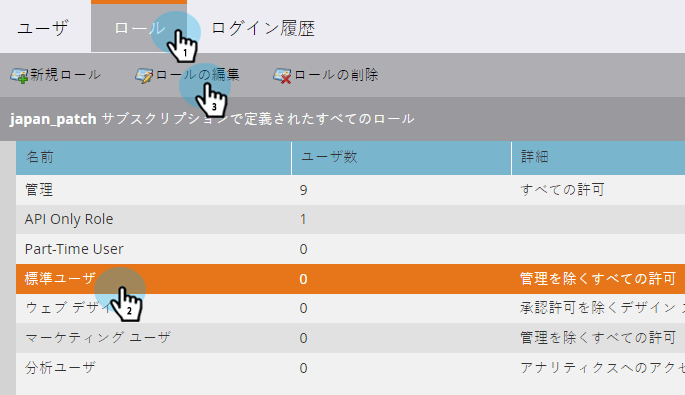 ユーザ ロール ログイン履歴
1
新規ロール ロールの編集 ロールの削除
3
japan_patch サブスクリプションで定義されたすべてのロール
名前 ユーザ数 詳細
管理 9 すべての許可
API Only Role 1
Part-Time User 0
標準ユーザ 0 管理を除くすべての許可
2
ウェブ デザイ 0 承認許可を除くデザイン
マーケティング ユーザ 0 管理を除くすべての許可
分析ユーザ 0 アナリティクスへのアクセ